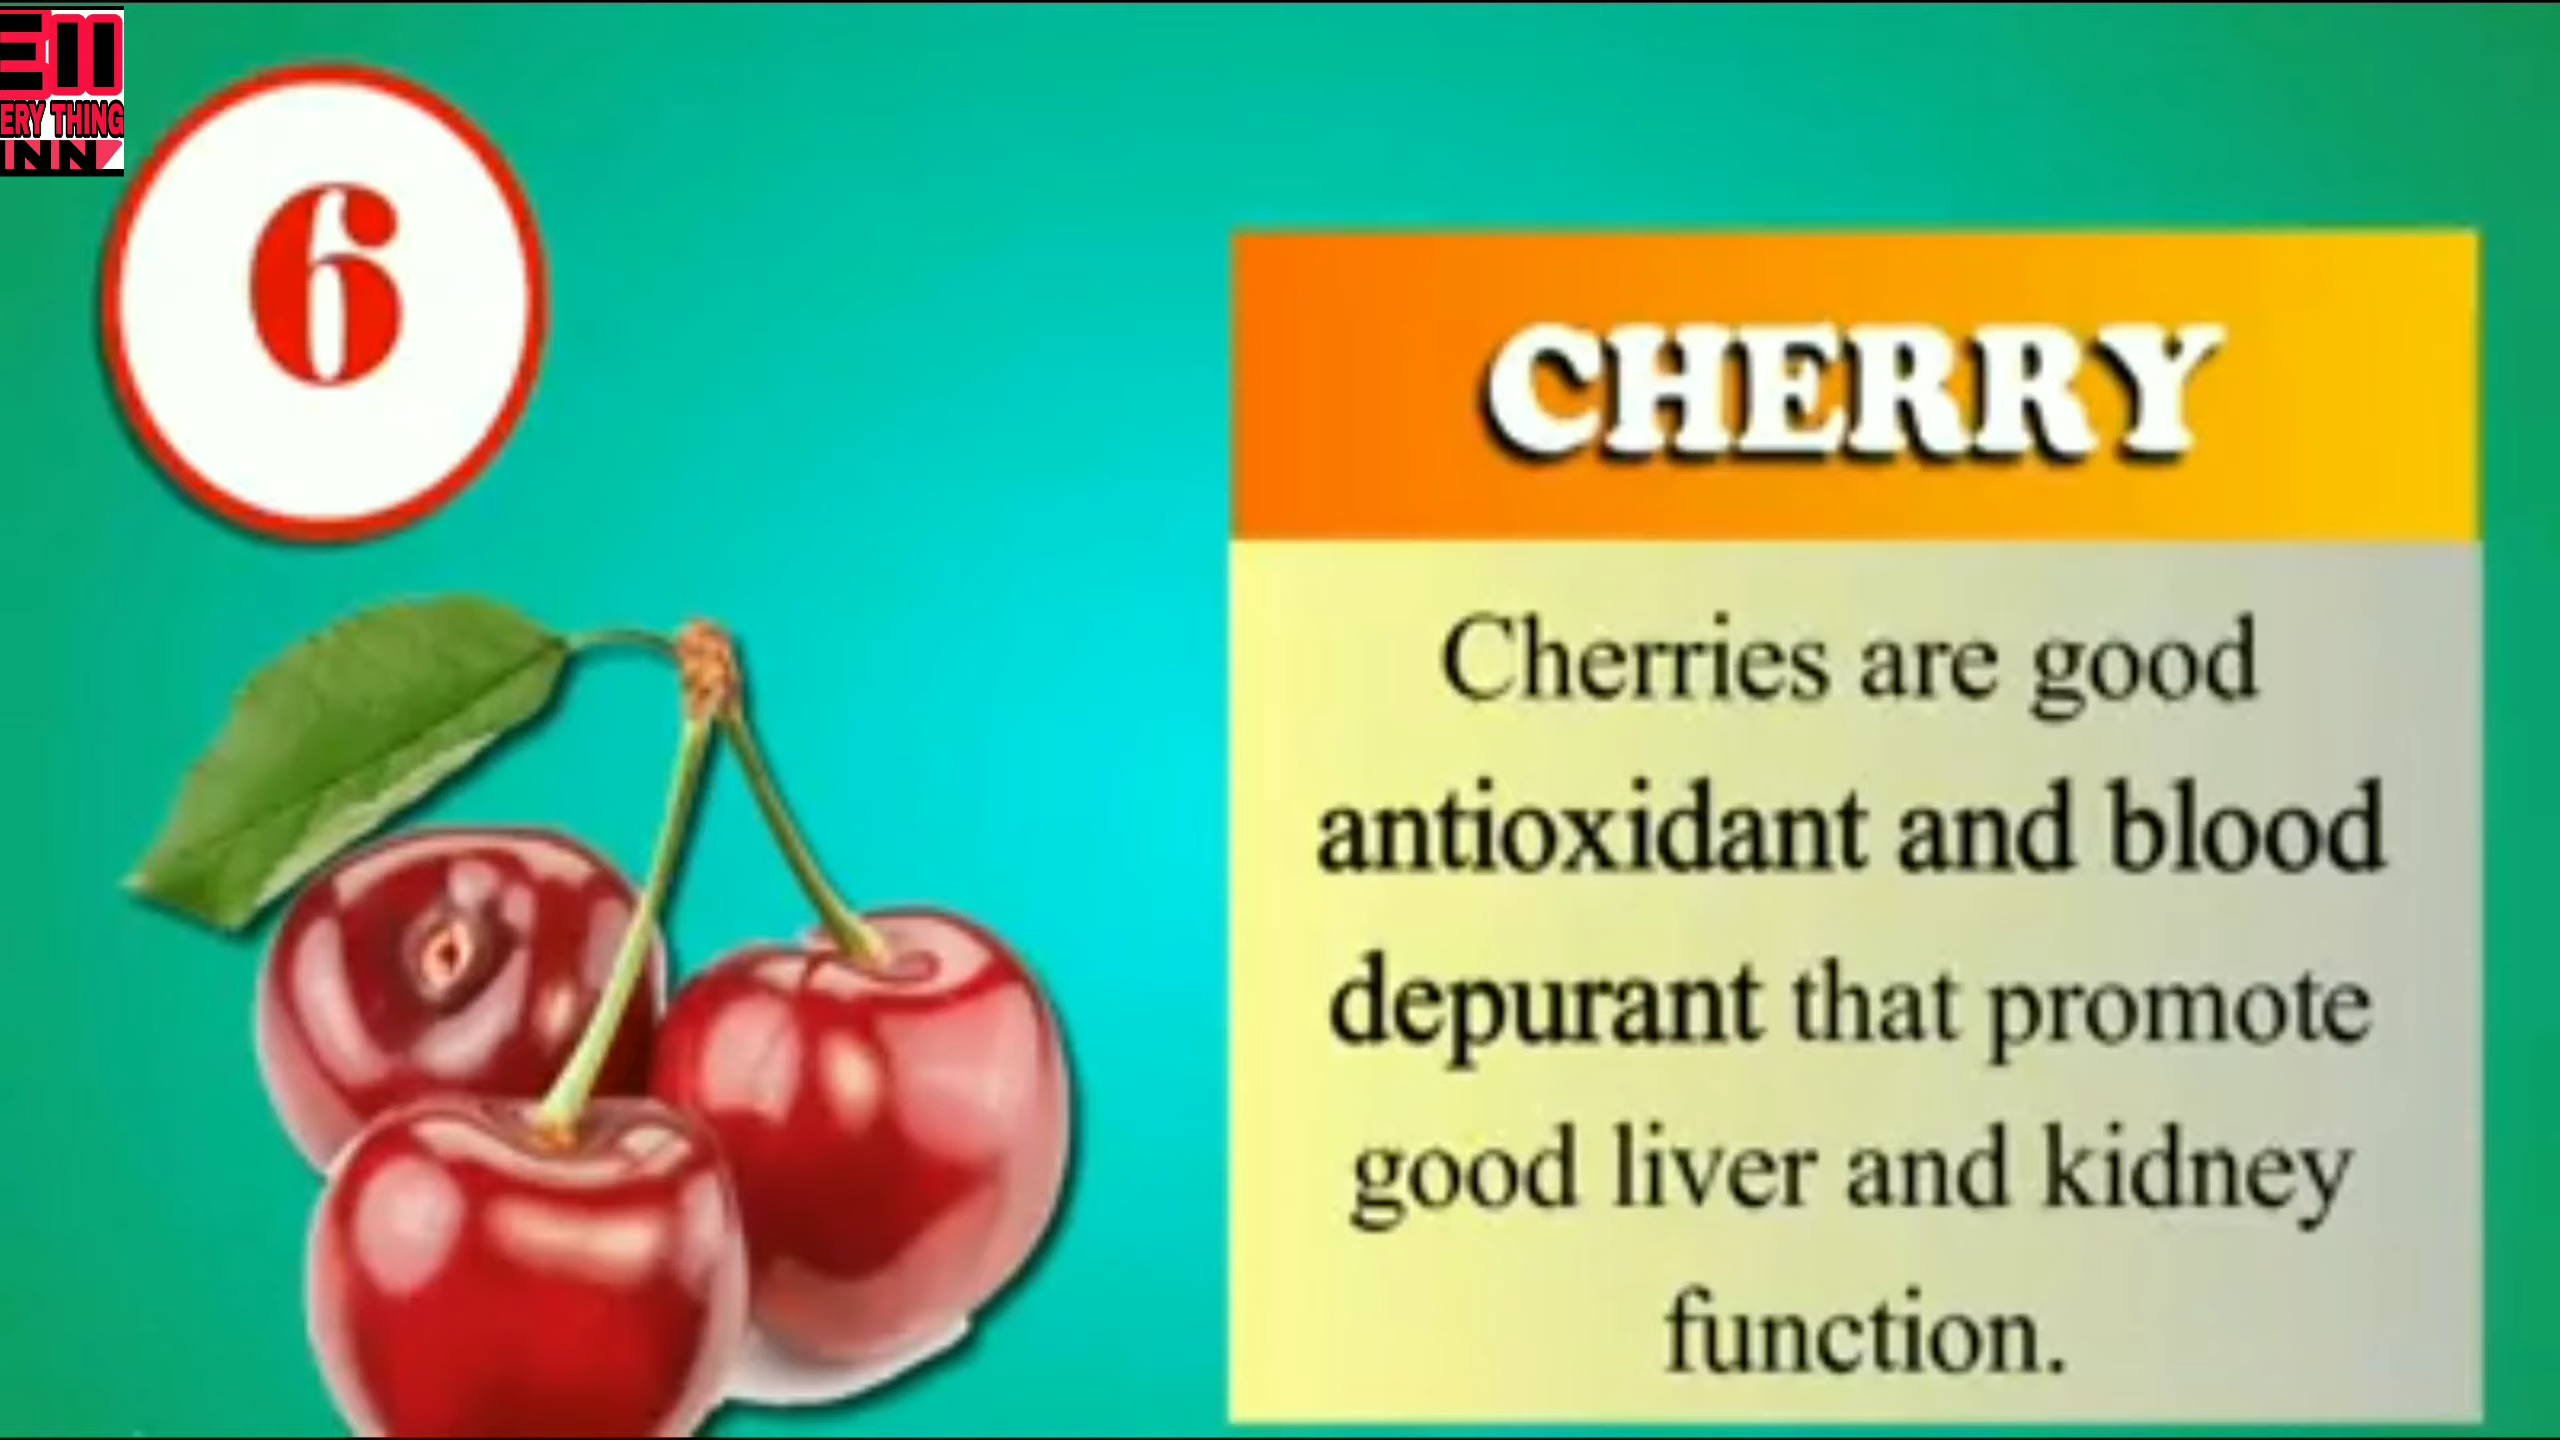 ERY THING
6
CHERRY
Cherries are good
antioxidant and blood
depurant that promote
good liver and kidney
function.